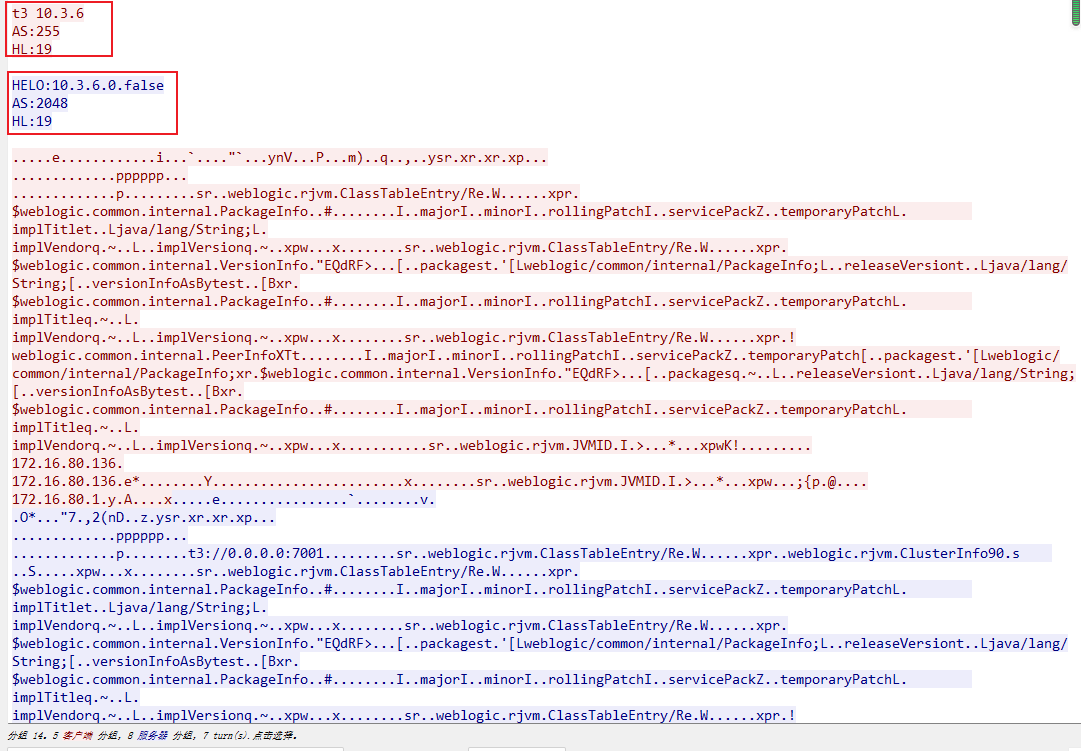 t3 10.3.6
AS:255
HL:19
HELO:10.3.6.0.false
AS:2048
HL:19
.....e............i...`...."`...ynV...P...m)..q..,..ysr.xr.xr.xp...
.............pppppp...
.............p.........sr..weblogic.rjvm.ClassTableEntry/Re.W......xpr.
$weblogic.common.internal.PackageInfo..#........I..majorI..minorI..rollingPatchI..servicePackZ..temporaryPatchL.
implTitlet..Ljava/lang/String;L.
implVendorq.~..L..implVersionq.~..xpw...x........sr..weblogic.rjvm.ClassTableEntry/Re.W......xpr.
$weblogic.common.internal.VersionInfo."EQdRF>...[..packagest.'[Lweblogic/common/internal/PackageInfo;L..releaseVersiont..Ljava/lang/
String;[..versionInfoAsBytest..[Bxr.
$weblogic.common.internal.PackageInfo..#........I..majorI..minorI..rollingPatchI..servicePackZ..temporaryPatchL.
implTitleq.~..L.
implVendorq.~..L..implVersionq.~..xpw...x........sr..weblogic.rjvm.ClassTableEntry/Re.W......xpr.!
weblogic.common.internal.PeerInfoXTt........I..majorI..minorI..rollingPatchI..servicePackZ..temporaryPatch[..packagest.'[Lweblogic/
common/internal/PackageInfo;xr.$weblogic.common.internal.VersionInfo."EQdRF>...[..packagesq.~..L..releaseVersiont..Ljava/lang/String;
[..versionInfoAsBytest..[Bxr.
$weblogic.common.internal.PackageInfo..#........I..majorI..minorI..rollingPatchI..servicePackZ..temporaryPatchL.
implTitleq.~..L.
implVendorq.~..L..implVersionq.~..xpw...x...........sr..weblogic.rjvm.JVMID.I.>...*...xpwK!.........
172.16.80.136.
172.16.80.136.e*........Y.......................x........sr..weblogic.rjvm.JVMID.I.>...*...xpw...;{p.@....
172.16.80.1.y.A....x.....e................`........v.
.O*..."7.,2(nD..z.ysr.xr.xr.xp...
.............pppppp...
.............p........t3://0.0.0.0:7001.........sr..weblogic.rjvm.ClassTableEntry/Re.W......xpr..weblogic.rjvm.ClusterInfo90.s
..S.....xpw...x........sr..weblogic.rjvm.ClassTableEntry/Re.W......xpr.
$weblogic.common.internal.PackageInfo..#........I..majorI..minorI..rollingPatchI..servicePackZ..temporaryPatchL.
implTitlet..Ljava/lang/String;L.
implVendorq.~..L..implVersionq.~..xpw...x........sr..weblogic.rjvm.ClassTableEntry/Re.W......xpr.
$weblogic.common.internal.VersionInfo."EQdRF>...[..packagest.'[Lweblogic/common/internal/PackageInfo;L..releaseVersiont..Ljava/lang/
String;[..versionInfoAsBytest..[Bxr.
$weblogic.common.internal.PackageInfo..#........I..majorI..minorI..rollingPatchI..servicePackZ..temporaryPatchL.
implTitleq.~..L.
implVendorq.~..L..implVersionq.~..xpw...x........sr..weblogic.rjvm.ClassTableEntry/Re.W......xpr.!
分组 14。5 客户端 分组, 8 服务器 分组, 7 turn(s).点击选择。